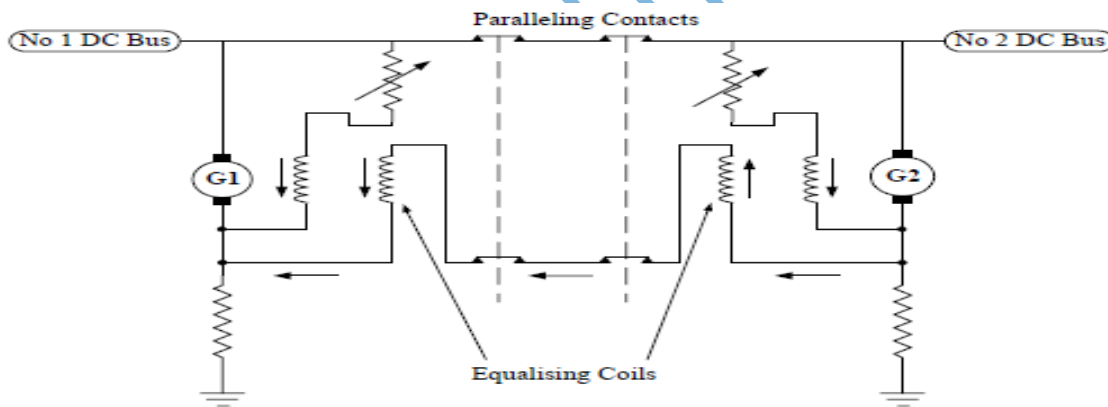 Paralleling Contacts
No 1 DC Bus
No 2 DC Bus
G1
G2
Equalising Coils